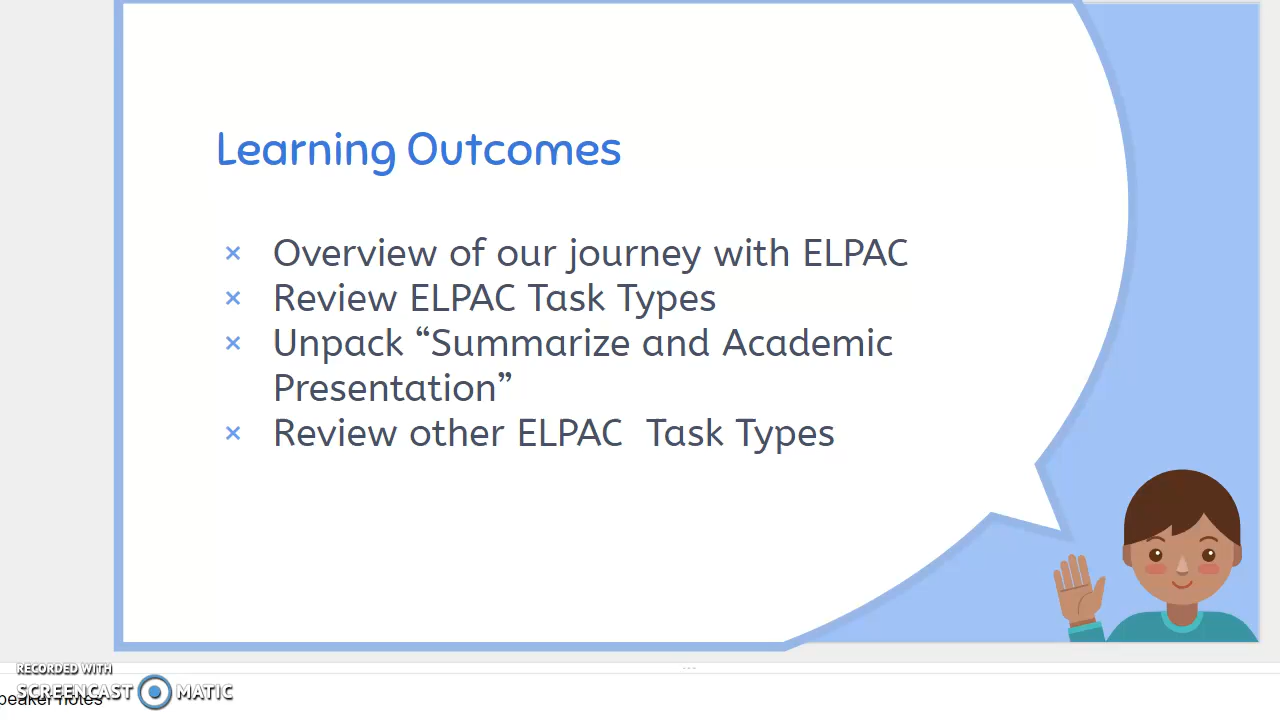 Learning Outcomes
× Overview of our journey with ELPAC
× Review ELPAC Task Types
× Unpack “Summarize and Academic
Presentation”
× Review other ELPAC  Task Types
RECORDED WITH
SCREENCAST MATIC
peaker notes